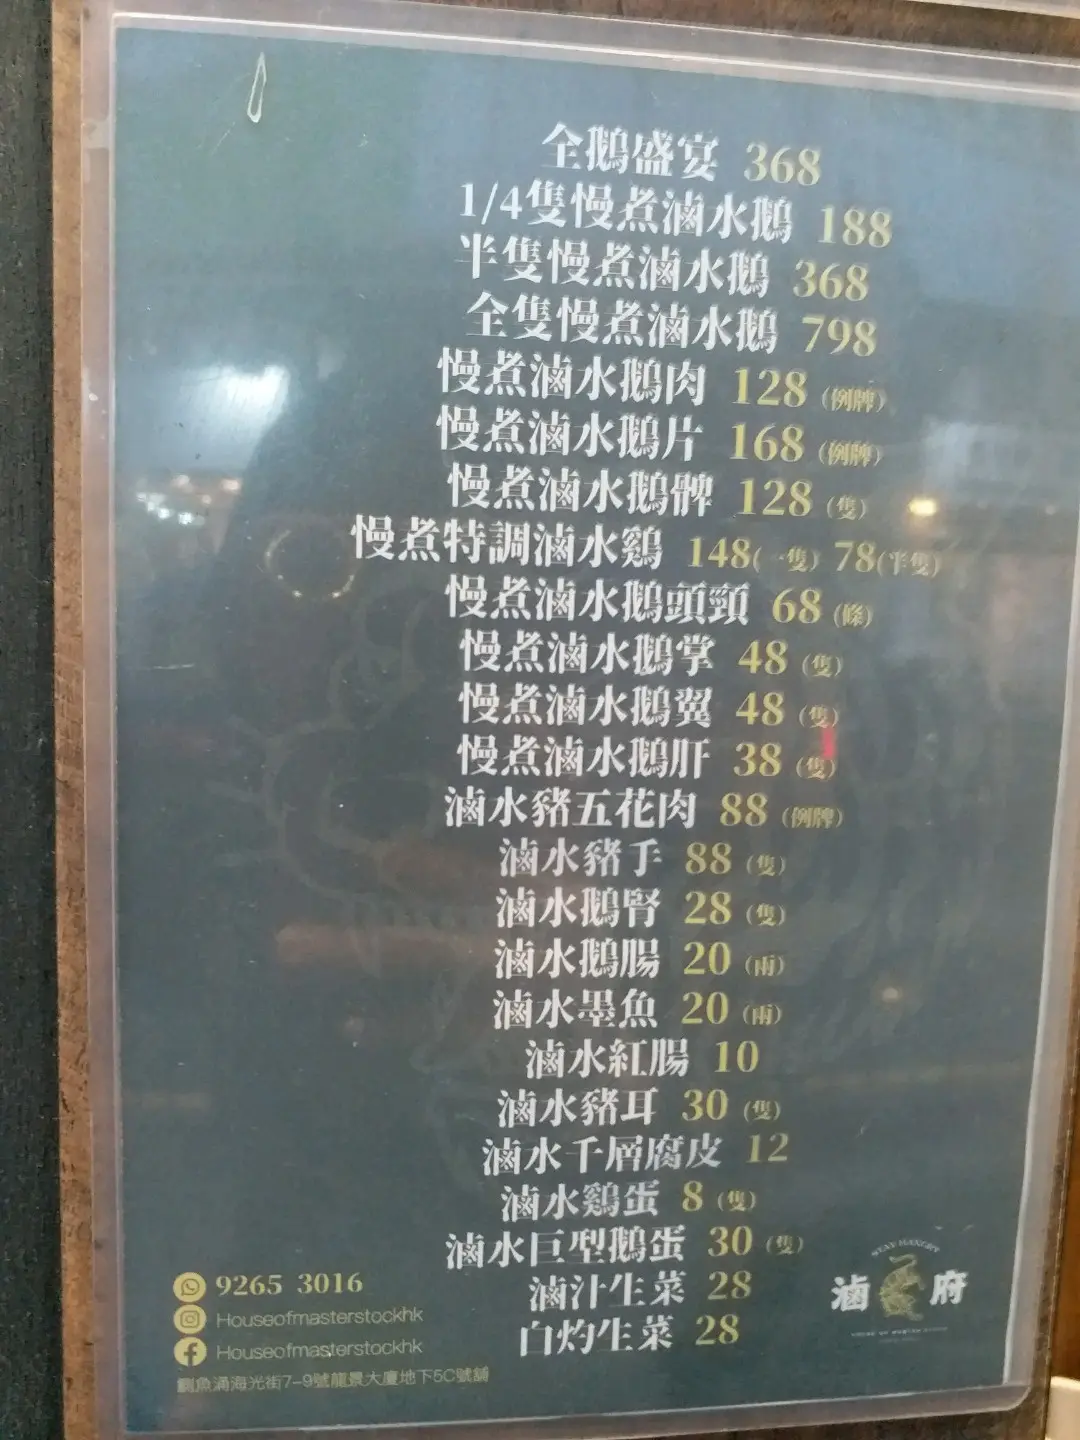 全鵝盛宴 368
1/4隻慢煮滷水鵝 188
半隻慢煮滷水鵝 368
全隻慢煮滷水鵝 798
慢煮滷水鵝肉 128 (例牌)
慢煮滷水鵝片 168 (例牌)
慢煮滷水鵝髀 128 (隻)
慢煮特調滷水鷄 148(一隻) 78(半隻)
慢煮滷水鵝頭頸 68 (條)
慢煮滷水鵝掌 48 (隻)
慢煮滷水鵝翼 48 (隻)
慢煮滷水鵝肝 38 (隻)
滷水豬五花肉 88 (例牌)
滷水豬手 88 (隻)
滷水鵝腎 28 (隻)
滷水鵝腸 20 (兩)
滷水墨魚 20 (兩)
滷水紅腸 10
滷水豬耳 30 (隻)
滷水千層腐皮 12
滷水鷄蛋 8 (隻)
滷水巨型鵝蛋 30 (隻)
滷汁生菜 28
白灼生菜 28
9265 3016
Houseofmasterstockhk
Houseofmasterstockhk
鰂魚涌海光街7-9號龍景大廈地下5C號舖
STAY HUNGRY
滷府